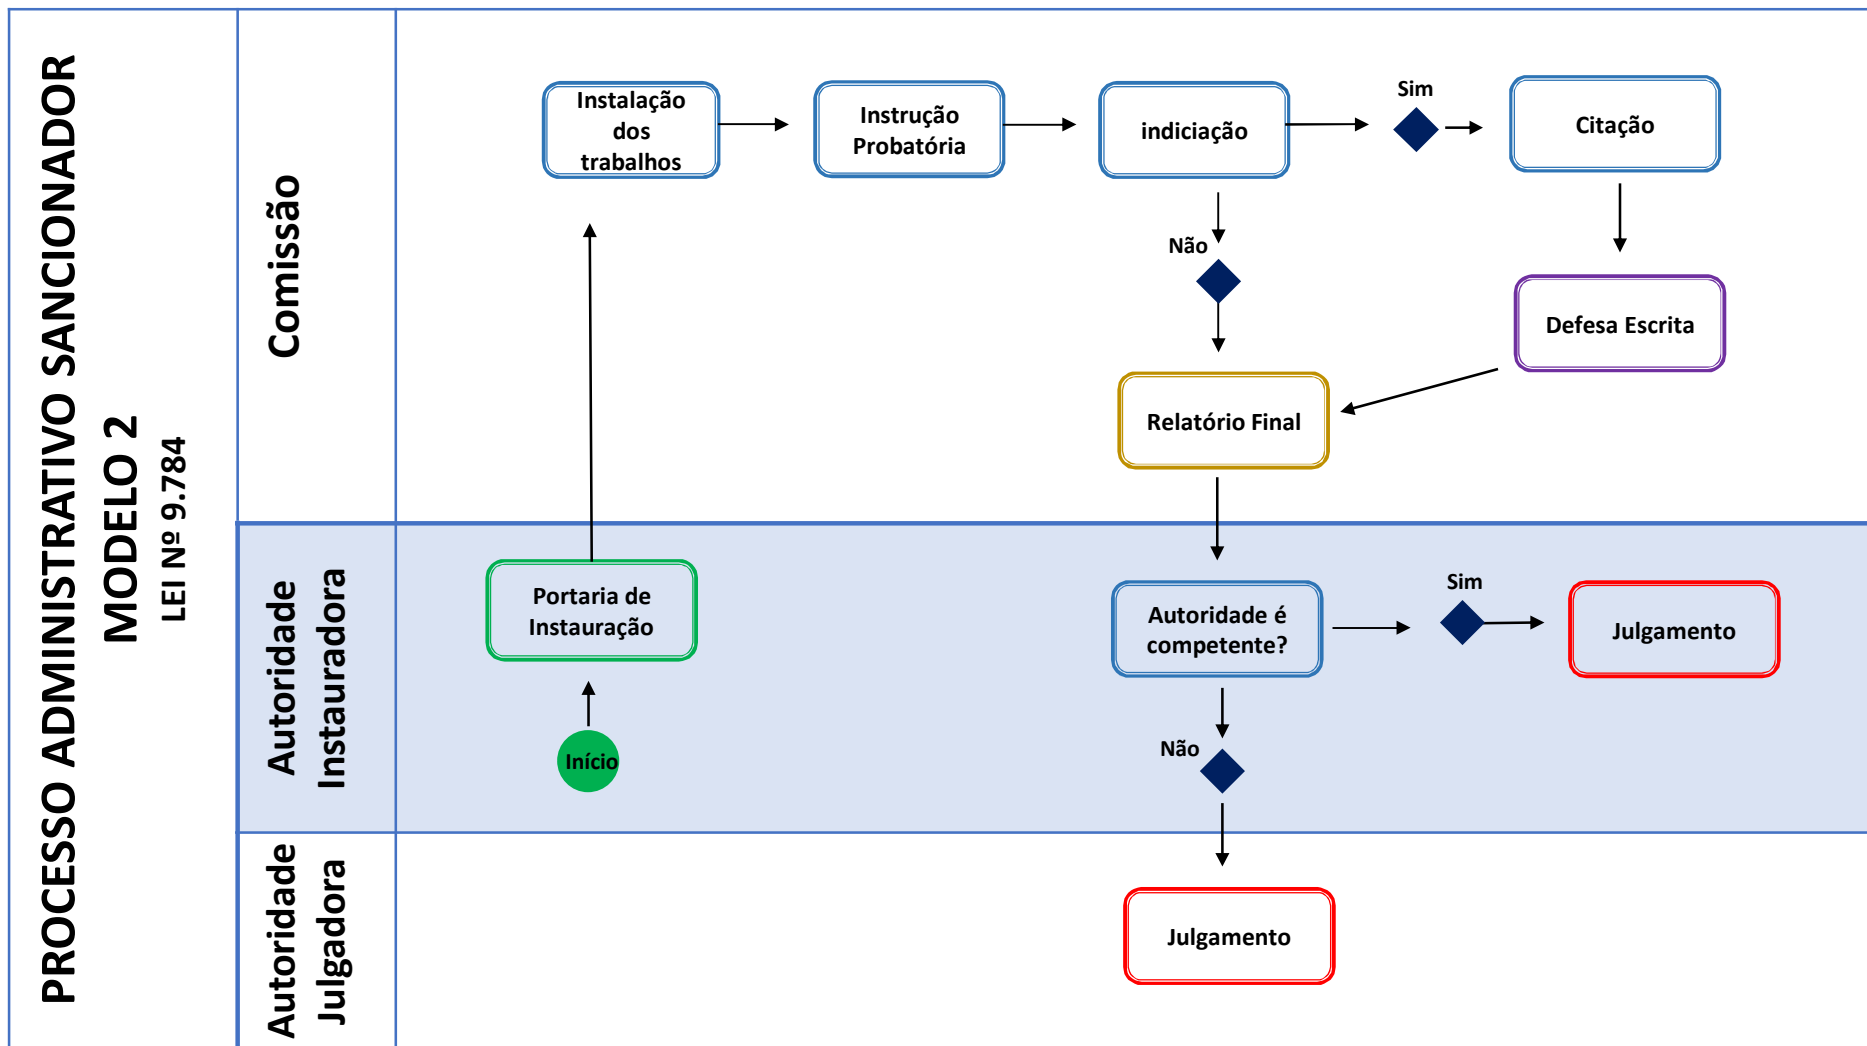 PROCESSO ADMINISTRATIVO SANCIONADOR
MODELO 2
LEI Nº 9.784
Comissão
Instalação
dos
trabalhos
Instrução
Probatória
indiciação
Sim
Citação
Não
Defesa Escrita
Relatório Final
Autoridade
Instauradora
Portaria de
Instauração
Início
Autoridade é
competente?
Sim
Julgamento
Não
Autoridade
Julgadora
Julgamento